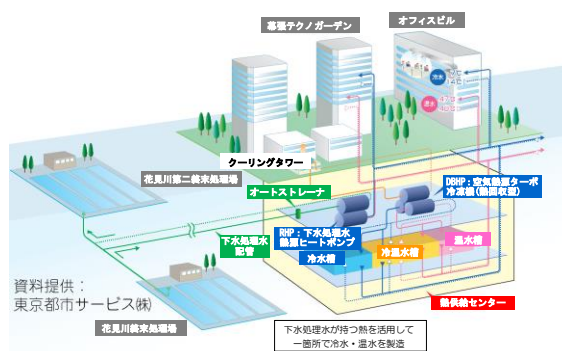 幕張テクノガーデン
オフィスビル
冷水
温水
47℃
クーリングタワー
花見川第二終末処理場
オートストレーナ
DBHP：空気熱源ターボ
冷凍機(熱回収型)
下水処理水
配管
RHP：下水処理水
熱源ヒートポンプ
冷水槽
冷温水槽
温水槽
資料提供：
東京都市サービス㈱
熱供給センター
花見川終末処理場
下水処理水が持つ熱を活用して
一箇所で冷水・温水を製造